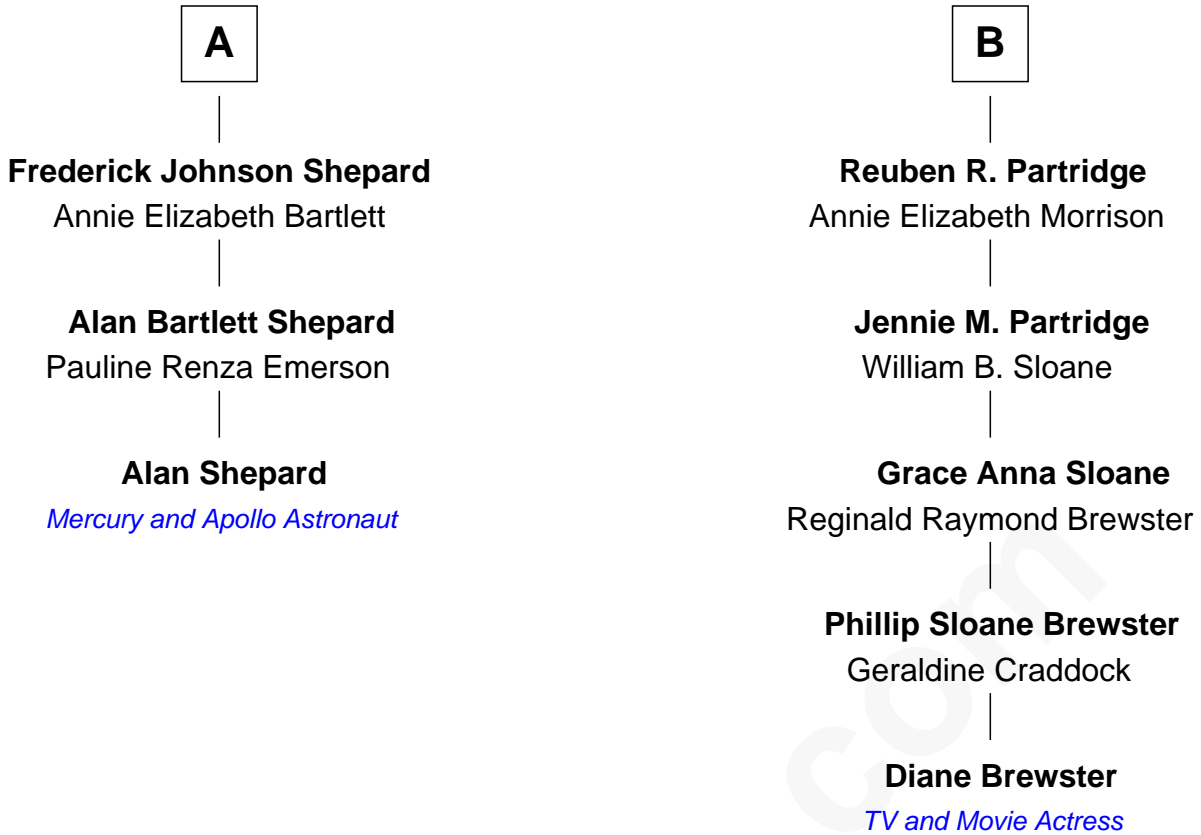 A
Frederick Johnson Shepard
Annie Elizabeth Bartlett
Alan Bartlett Shepard
Pauline Renza Emerson
Alan Shepard
Mercury and Apollo Astronaut
B
Reuben R. Partridge
Annie Elizabeth Morrison
Jennie M. Partridge
William B. Sloane
Grace Anna Sloane
Reginald Raymond Brewster
Phillip Sloane Brewster
Geraldine Craddock
Diane Brewster
TV and Movie Actress
com